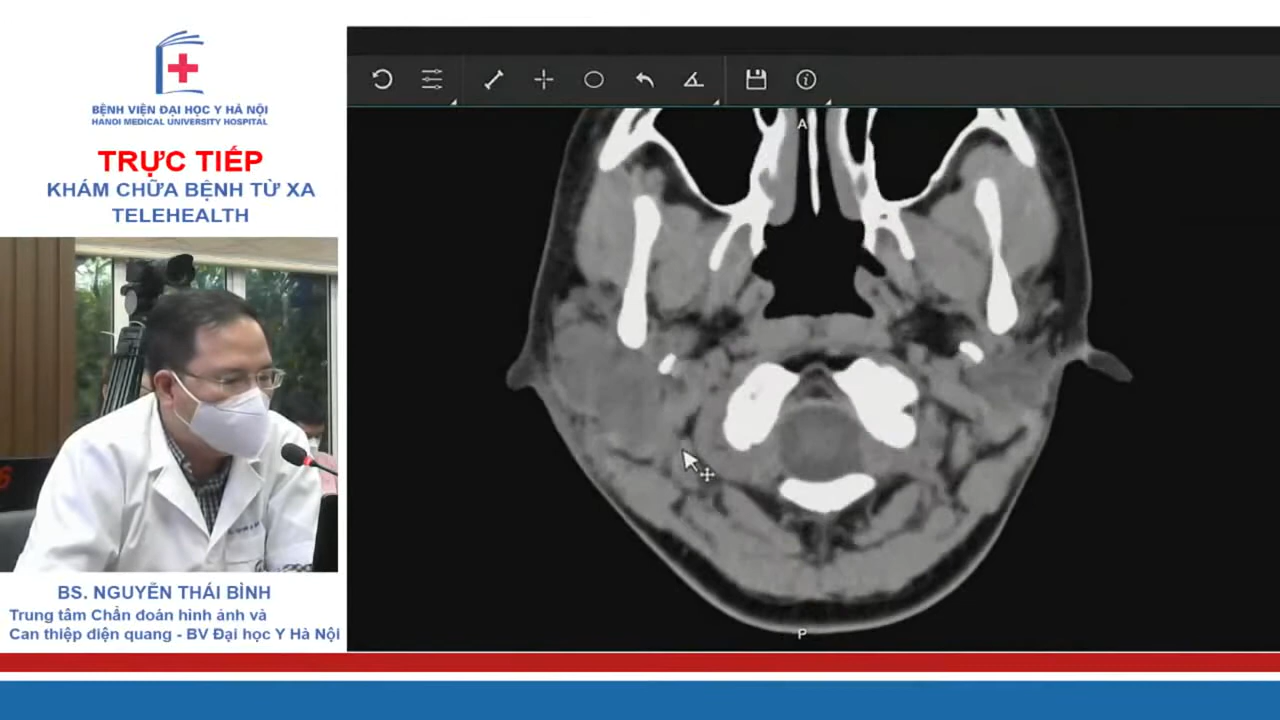 BỆNH VIỆN ĐẠI HỌC Y HÀ NỘI
HANOI MEDICAL UNIVERSITY HOSPITAL
TRỰC TIẾP
KHÁM CHỮA BỆNH TỪ XA
TELEHEALTH
BS. NGUYỄN THÁI BÌNH
Trung tâm Chẩn đoán hình ảnh và
Can thiệp điện quang - BV Đại học Y Hà Nội
A
P
6